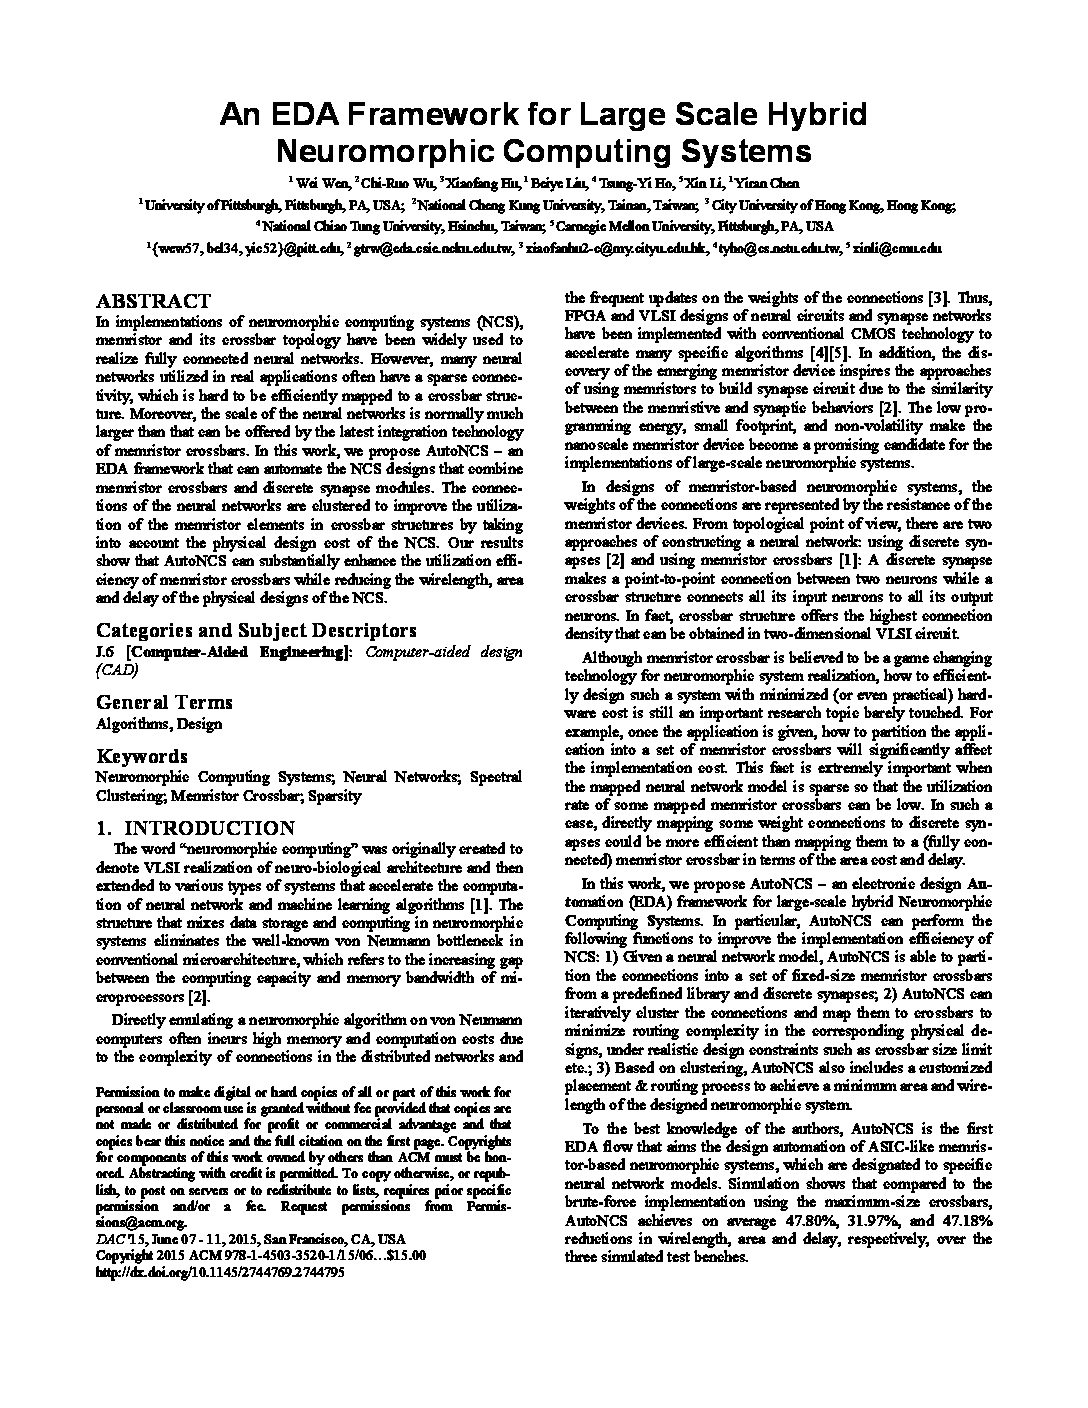 An EDA Framework for Large Scale Hybrid
Neuromorphic Computing Systems
1 Wei Wen, 2 Chi-Ruo Wu, 3 Xiaofang Hu, 1 Beiye Liu, 4 Tsung-Yi Ho, 5 Xin Li, 1 Yiran Chen
1 University of Pittsburgh, Pittsburgh, PA, USA; 2 National Cheng Kung University, Tainan, Taiwan; 3 City University of Hong Kong, Hong Kong;
4 National Chiao Tung University, Hsinchu, Taiwan; 5 Carnegie Mellon University, Pittsburgh, PA, USA
1 {wew57, bel34, yic52}@pitt.edu, 2 gtrw@eda.csie.ncku.edu.tw, 3 xiaofanhu2-c@my.cityu.edu.hk, 4 tyho@cs.nctu.edu.tw, 5 xinli@cmu.edu
ABSTRACT
In implementations of neuromorphic computing systems (NCS),
memristor and its crossbar topology have been widely used to
realize fully connected neural networks. However, many neural
networks utilized in real applications often have a sparse connec-
tivity, which is hard to be efficiently mapped to a crossbar struc-
ture. Moreover, the scale of the neural networks is normally much
larger than that can be offered by the latest integration technology
of memristor crossbars. In this work, we propose AutoNCS – an
EDA framework that can automate the NCS designs that combine
memristor crossbars and discrete synapse modules. The connec-
tions of the neural networks are clustered to improve the utiliza-
tion of the memristor elements in crossbar structures by taking
into account the physical design cost of the NCS. Our results
show that AutoNCS can substantially enhance the utilization effi-
ciency of memristor crossbars while reducing the wirelength, area
and delay of the physical designs of the NCS.
Categories and Subject Descriptors
J.6 [Computer-Aided Engineering]: Computer-aided design
(CAD)
General Terms
Algorithms, Design
Keywords
Neuromorphic Computing Systems; Neural Networks; Spectral
Clustering; Memristor Crossbar; Sparsity
1. INTRODUCTION
The word “neuromorphic computing” was originally created to
denote VLSI realization of neuro-biological architecture and then
extended to various types of systems that accelerate the computa-
tion of neural network and machine learning algorithms [1]. The
structure that mixes data storage and computing in neuromorphic
systems eliminates the well-known von Neumann bottleneck in
conventional microarchitecture, which refers to the increasing gap
between the computing capacity and memory bandwidth of mi-
croprocessors [2].
Directly emulating a neuromorphic algorithm on von Neumann
computers often incurs high memory and computation costs due
to the complexity of connections in the distributed networks and
Permission to make digital or hard copies of all or part of this work for
personal or classroom use is granted without fee provided that copies are
not made or distributed for profit or commercial advantage and that
copies bear this notice and the full citation on the first page. Copyrights
for components of this work owned by others than ACM must be hon-
ored. Abstracting with credit is permitted. To copy otherwise, or repub-
lish, to post on servers or to redistribute to lists, requires prior specific
permission and/or a fee. Request permissions from Permis-
sions@acm.org.
DAC '15, June 07 - 11, 2015, San Francisco, CA, USA
Copyright 2015 ACM 978-1-4503-3520-1/15/06…$15.00
http://dx.doi.org/10.1145/2744769.2744795
the frequent updates on the weights of the connections [3]. Thus,
FPGA and VLSI designs of neural circuits and synapse networks
have been implemented with conventional CMOS technology to
accelerate many specific algorithms [4][5]. In addition, the dis-
covery of the emerging memristor device inspires the approaches
of using memristors to build synapse circuit due to the similarity
between the memristive and synaptic behaviors [2]. The low pro-
gramming energy, small footprint, and non-volatility make the
nanoscale memristor device become a promising candidate for the
implementations of large-scale neuromorphic systems.
In designs of memristor-based neuromorphic systems, the
weights of the connections are represented by the resistance of the
memristor devices. From topological point of view, there are two
approaches of constructing a neural network: using discrete syn-
apses [2] and using memristor crossbars [1]: A discrete synapse
makes a point-to-point connection between two neurons while a
crossbar structure connects all its input neurons to all its output
neurons. In fact, crossbar structure offers the highest connection
density that can be obtained in two-dimensional VLSI circuit.
Although memristor crossbar is believed to be a game changing
technology for neuromorphic system realization, how to efficient-
ly design such a system with minimized (or even practical) hard-
ware cost is still an important research topic barely touched. For
example, once the application is given, how to partition the appli-
cation into a set of memristor crossbars will significantly affect
the implementation cost. This fact is extremely important when
the mapped neural network model is sparse so that the utilization
rate of some mapped memristor crossbars can be low. In such a
case, directly mapping some weight connections to discrete syn-
apses could be more efficient than mapping them to a (fully con-
nected) memristor crossbar in terms of the area cost and delay.
In this work, we propose AutoNCS – an electronic design Au-
tomation (EDA) framework for large-scale hybrid Neuromorphic
Computing Systems. In particular, AutoNCS can perform the
following functions to improve the implementation efficiency of
NCS: 1) Given a neural network model, AutoNCS is able to parti-
tion the connections into a set of fixed-size memristor crossbars
from a predefined library and discrete synapses; 2) AutoNCS can
iteratively cluster the connections and map them to crossbars to
minimize routing complexity in the corresponding physical de-
signs, under realistic design constraints such as crossbar size limit
etc.; 3) Based on clustering, AutoNCS also includes a customized
placement & routing process to achieve a minimum area and wire-
length of the designed neuromorphic system.
To the best knowledge of the authors, AutoNCS is the first
EDA flow that aims the design automation of ASIC-like memris-
tor-based neuromorphic systems, which are designated to specific
neural network models. Simulation shows that compared to the
brute-force implementation using the maximum-size crossbars,
AutoNCS achieves on average 47.80%, 31.97%, and 47.18%
reductions in wirelength, area and delay, respectively, over the
three simulated test benches.